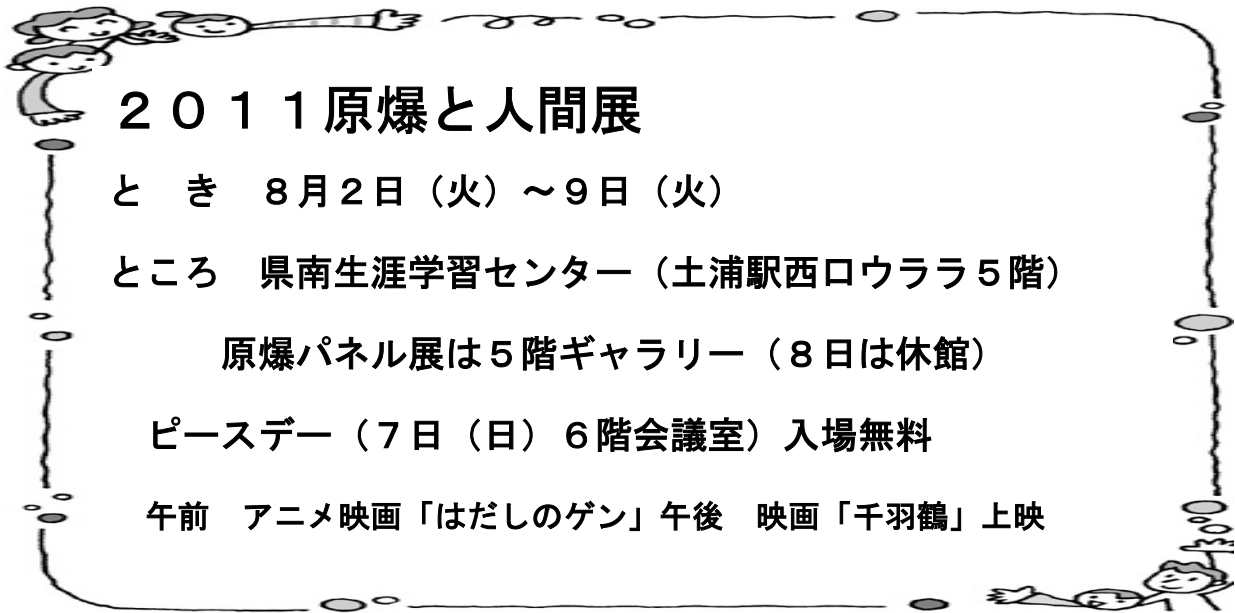 ２０１１原爆と人間展
と　き　８月２日（火）～９日（火）
ところ　県南生涯学習センター（土浦駅西口ウララ５階）
原爆パネル展は５階ギャラリー（８日は休館）
ピースデー（７日（日）６階会議室）入場無料
午前　アニメ映画「はだしのゲン」午後　映画「千羽鶴」上映